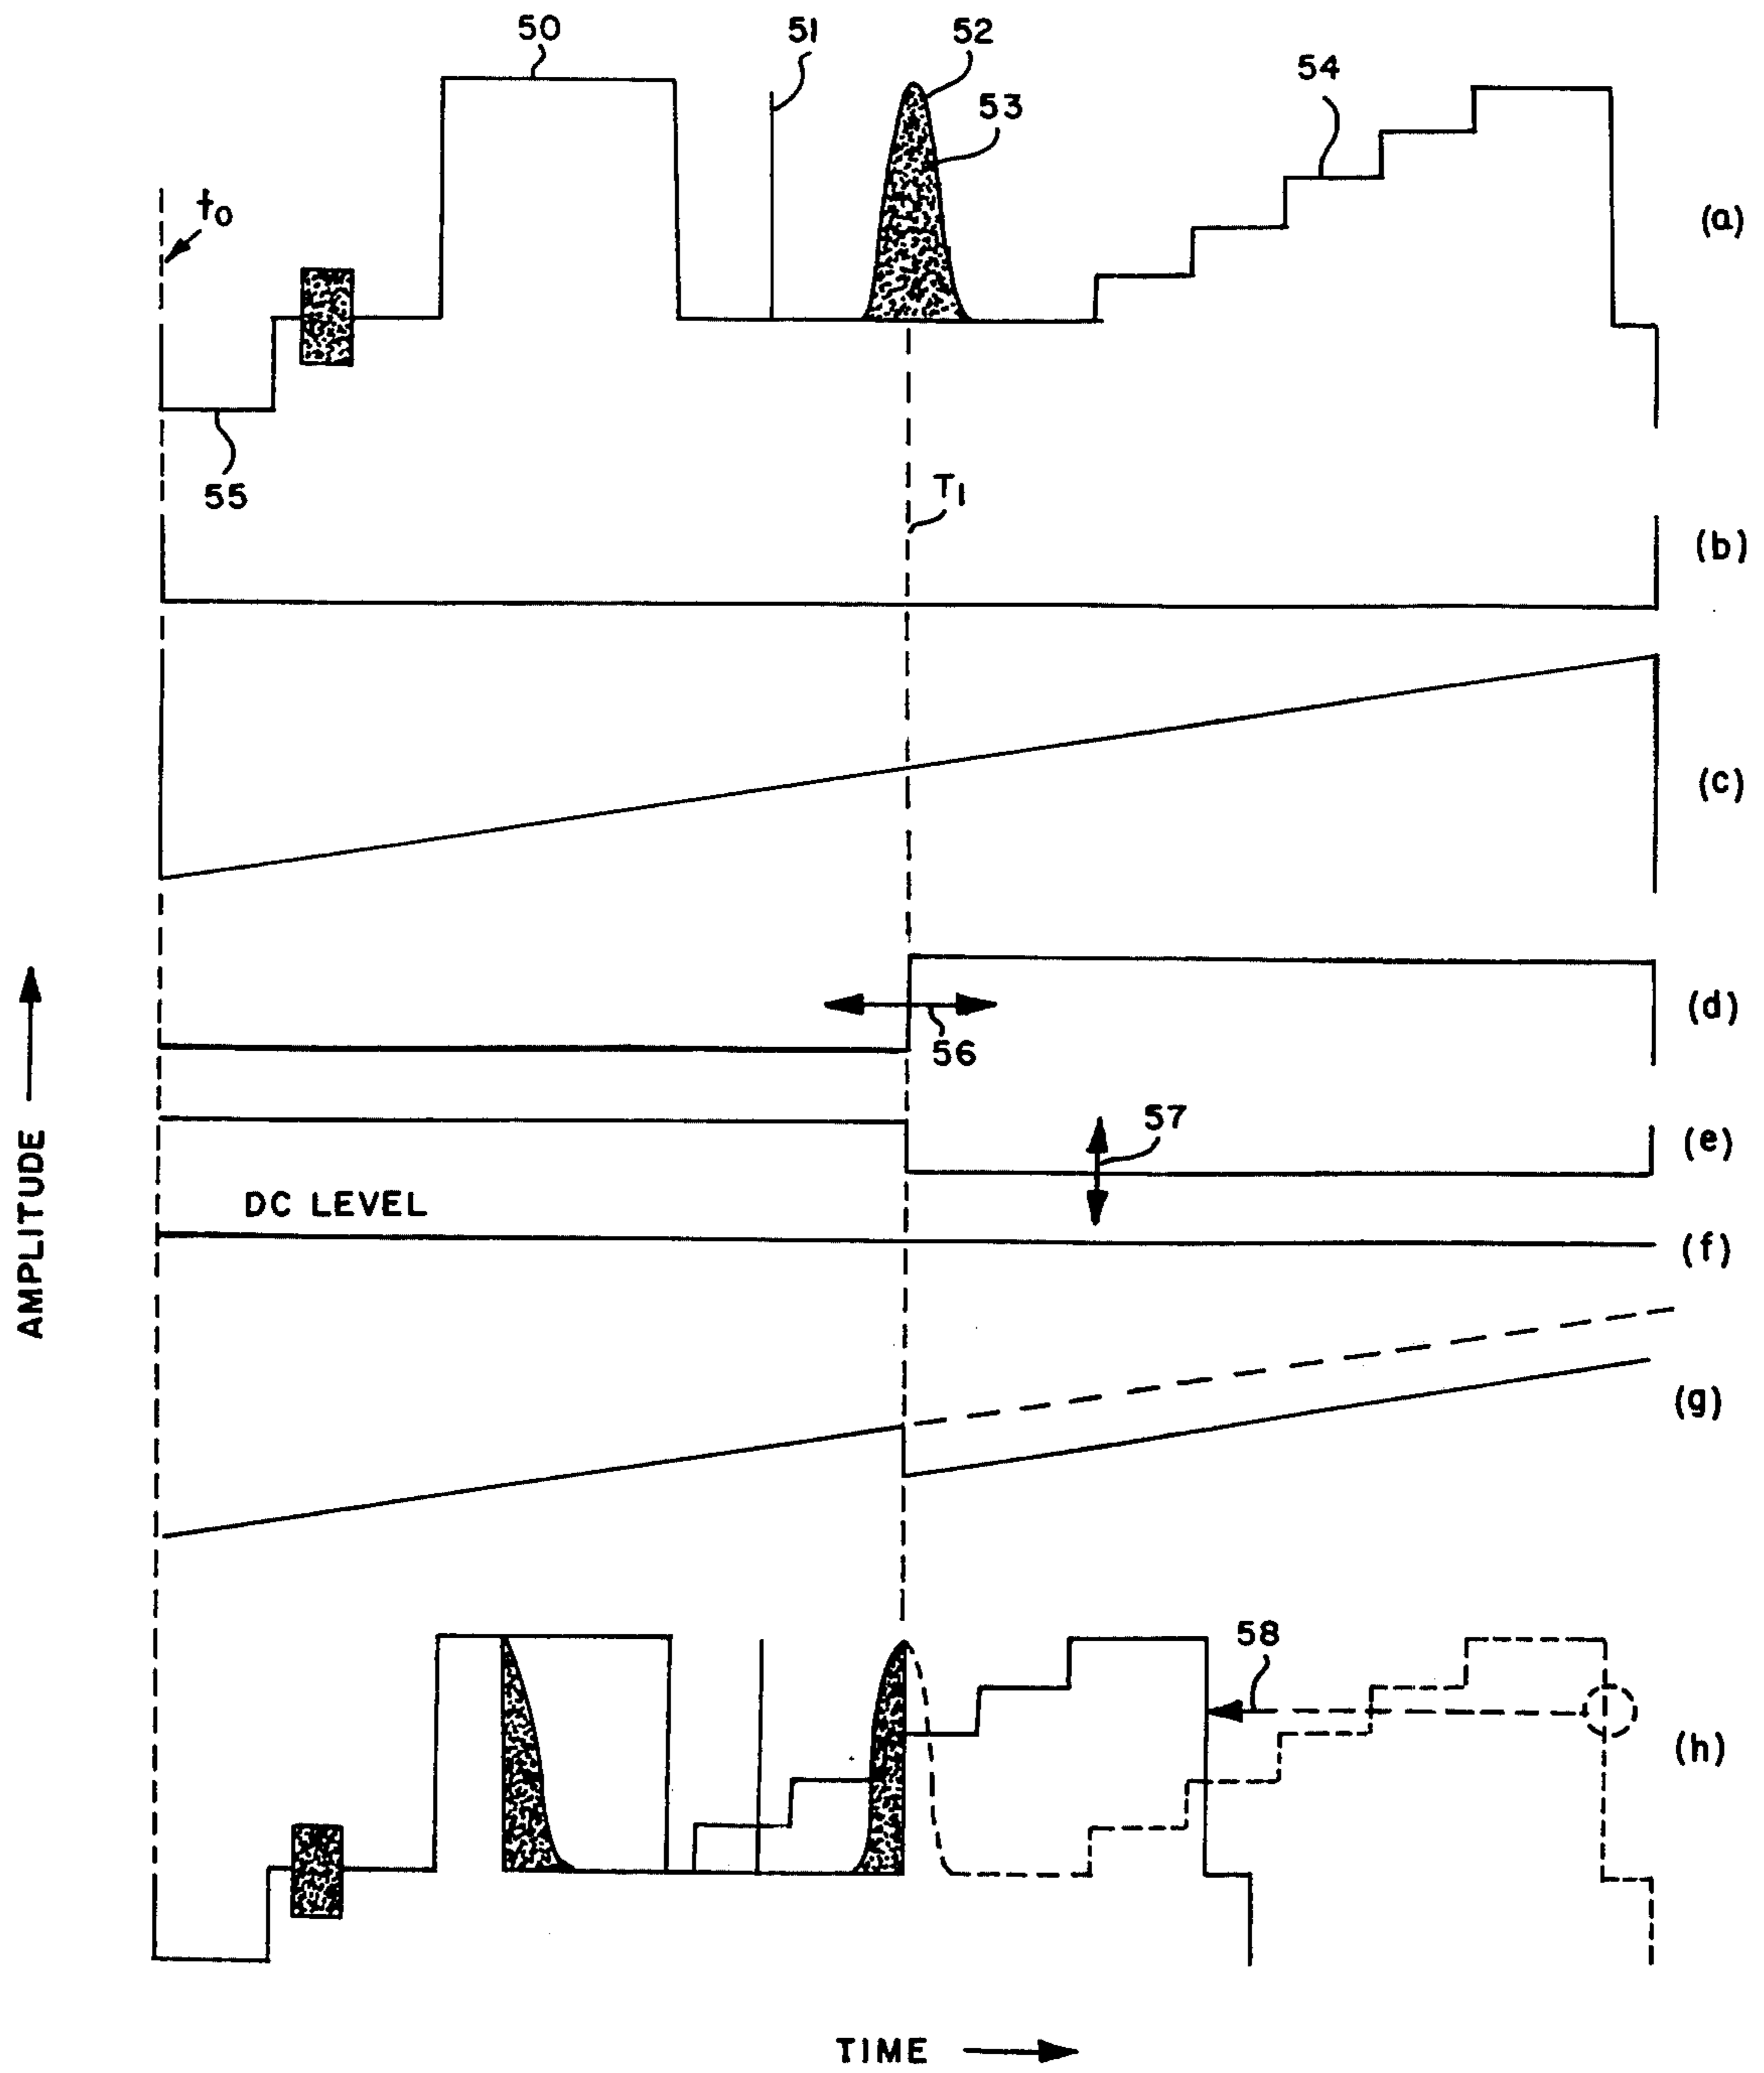 50
51
52
53
54
t0
(a)
55
T1
(b)
(c)
(d)
56
57
(e)
DC LEVEL
(f)
(g)
58
(h)
AMPLITUDE
TIME